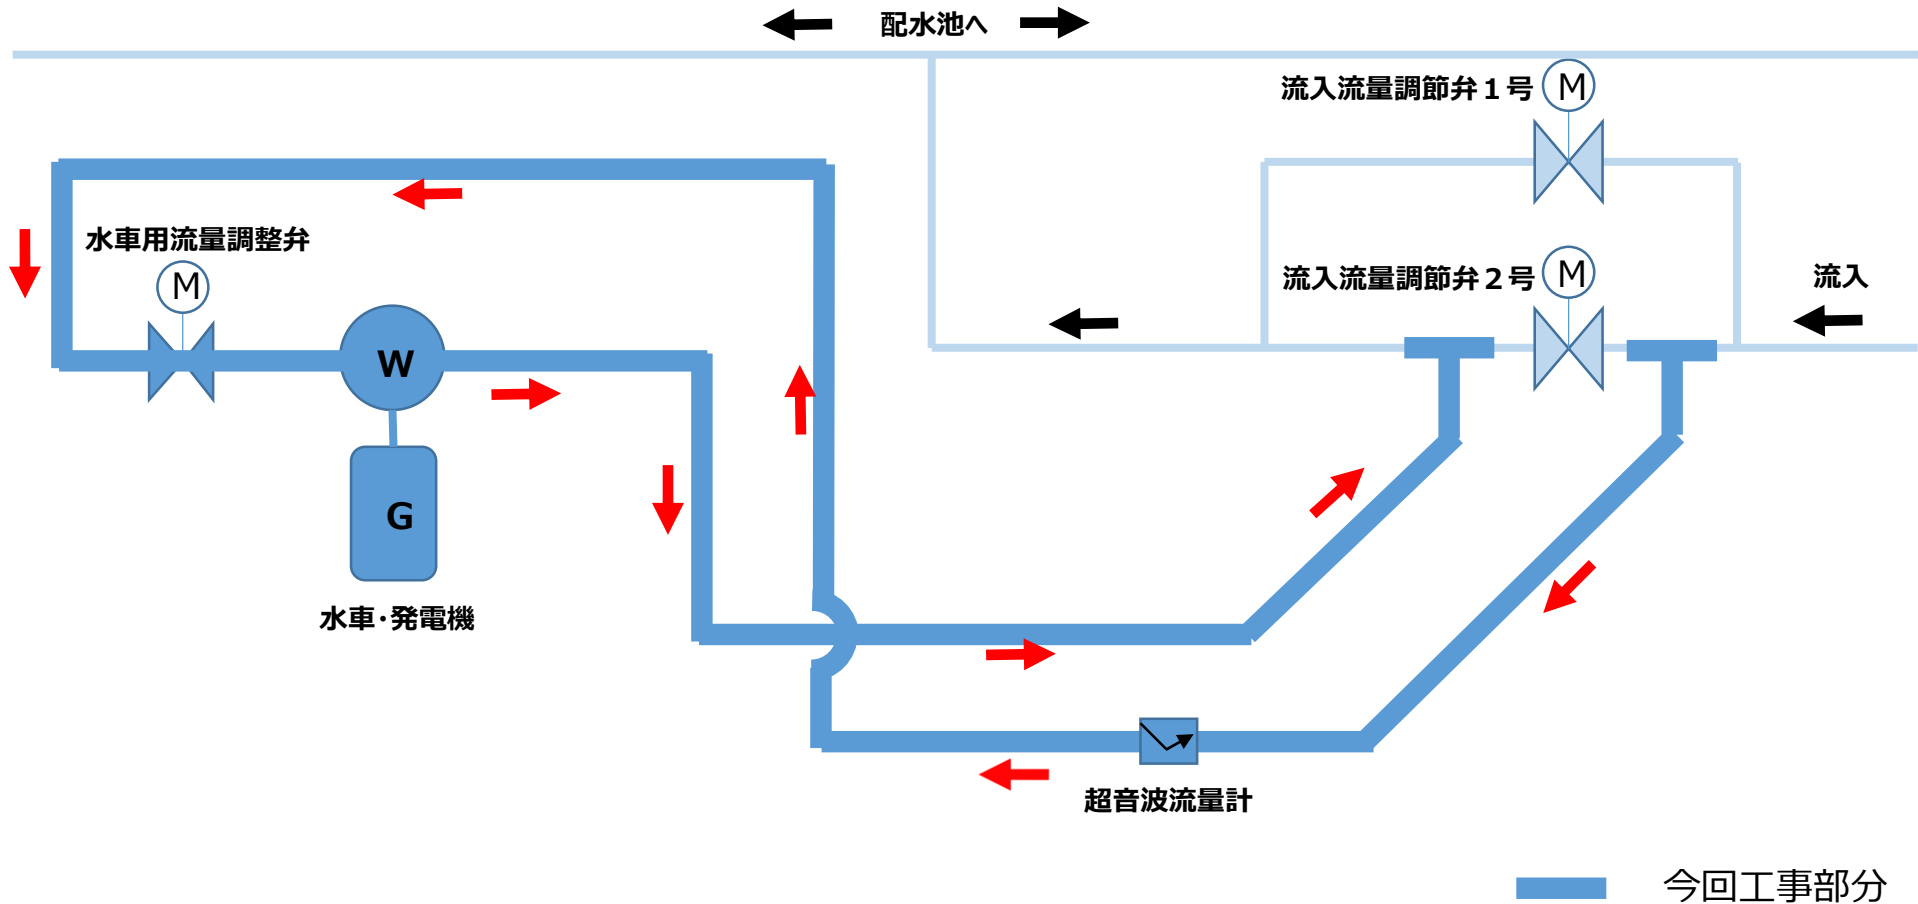 配水池へ
流入流量調節弁１号
M
水車用流量調整弁
M
流入流量調節弁２号
M
流入
W
G
水車・発電機
超音波流量計
今回工事部分